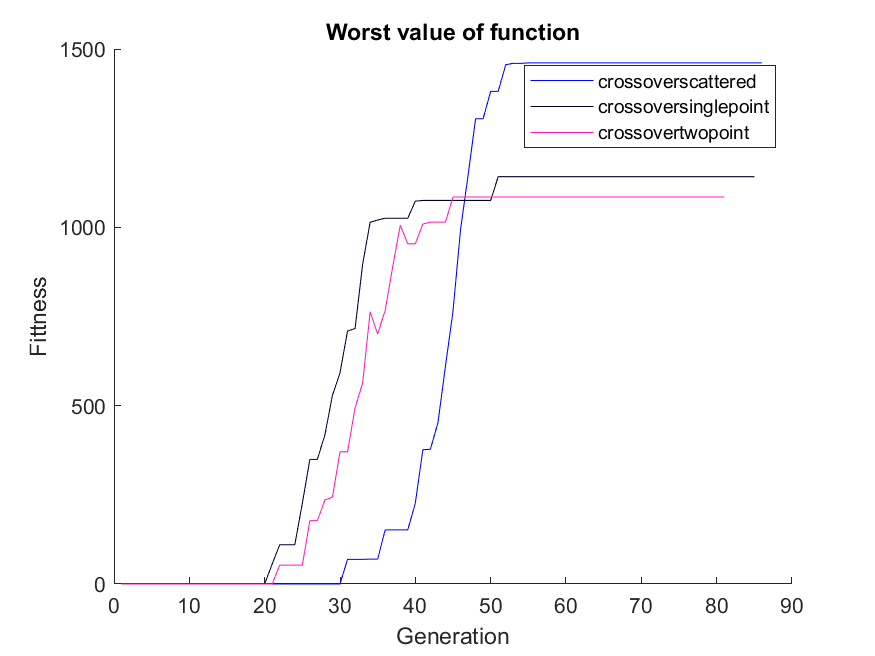 Worst value of function
1500
1000
500
0
Fittness
crossoverscattered
crossoversinglepoint
crossovertwopoint
0 10 20 30 40 50 60 70 80 90
Generation